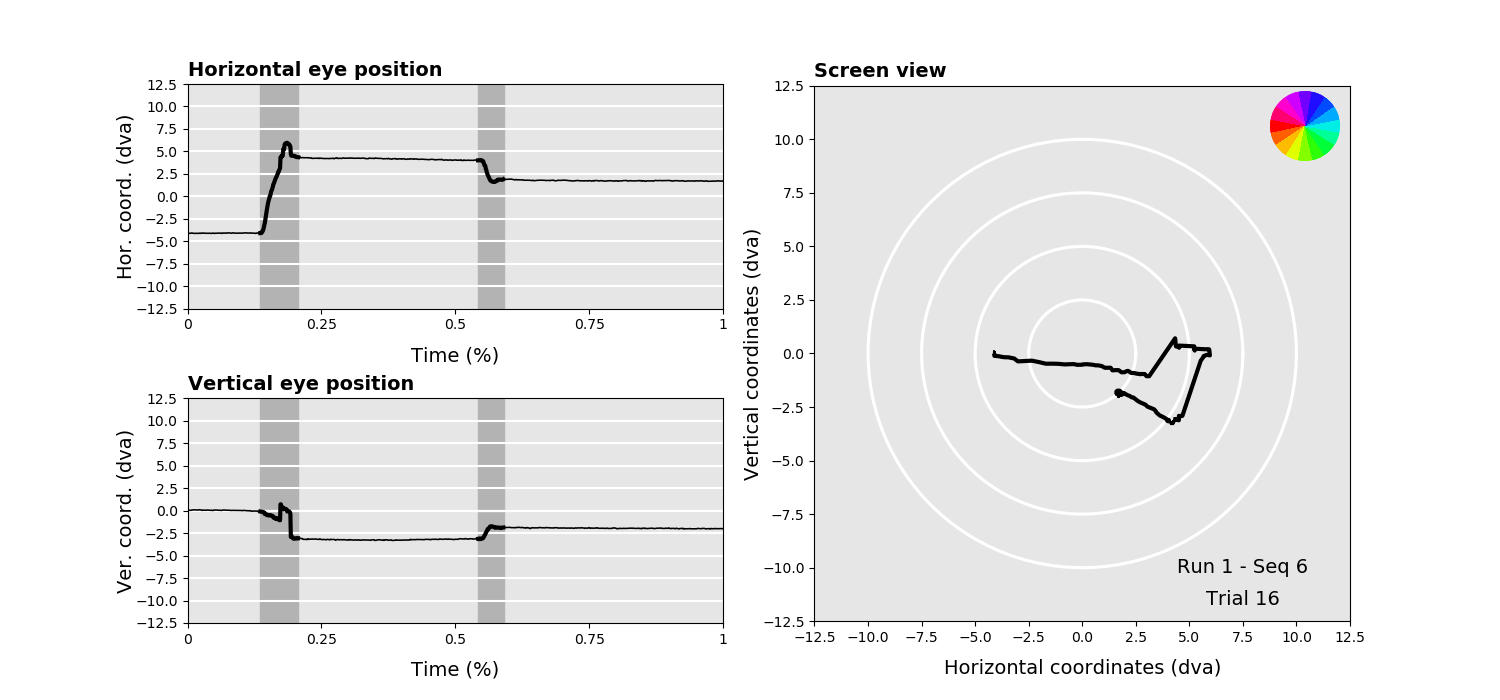 Horizontal eye position
Hor. coord. (dva)
12.5
10.0
7.5
5.0
2.5
0.0
−2.5
−5.0
−7.5
−10.0
−12.5
0 0.25 0.5 0.75 1
Time (%)
Vertical eye position
Ver. coord. (dva)
12.5
10.0
7.5
5.0
2.5
0.0
−2.5
−5.0
−7.5
−10.0
−12.5
0 0.25 0.5 0.75 1
Time (%)
Screen view
Vertical coordinates (dva)
12.5
10.0
7.5
5.0
2.5
0.0
−2.5
−5.0
−7.5
−10.0
−12.5
Run 1 - Seq 6
Trial 16
−12.5 −10.0 −7.5 −5.0 −2.5 0.0 2.5 5.0 7.5 10.0 12.5
Horizontal coordinates (dva)